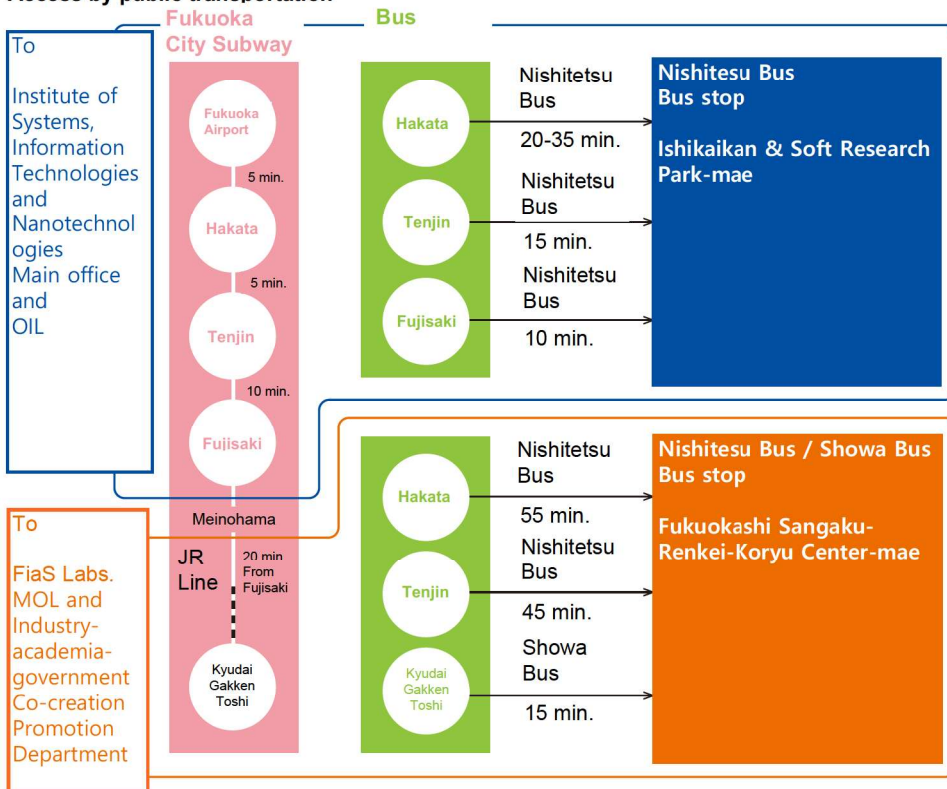 Access by public transportation
To
Institute of
Systems,
Information
Technologies
and
Nanotechnol
ogies
Main office
and
OIL
Fukuoka
City Subway
Fukuoka
Airport
5 min.
Hakata
5 min.
Tenjin
10 min.
Fujisaki
Meinohama
JR
Line
20 min
From
Fujisaki
Kyudai
Gakken
Toshi
Bus
Hakata
Nishitetsu
Bus
20-35 min.
Tenjin
Nishitetsu
Bus
15 min.
Fujisaki
Nishitetsu
Bus
10 min.
Nishitesu Bus
Bus stop
Ishikaikan & Soft Research
Park-mae
To
FiaS Labs.
MOL and
Industry-
academia-
government
Co-creation
Promotion
Department
Hakata
Nishitetsu
Bus
55 min.
Tenjin
Nishitetsu
Bus
45 min.
Kyudai
Gakken
Toshi
Showa
Bus
15 min.
Nishitesu Bus / Showa Bus
Bus stop
Fukuokashi Sangaku-
Renkei-Koryu Center-mae